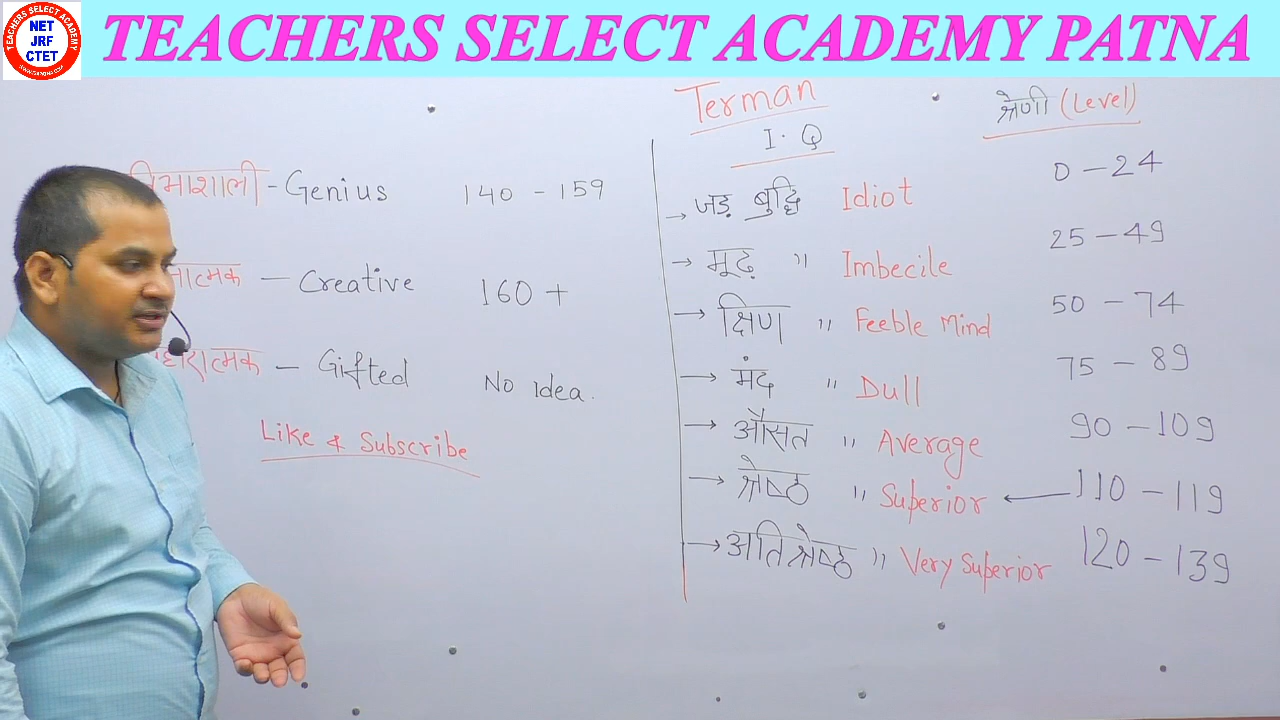 TEACHERS SELECT ACADEMY
NET
JRF
CTET
TEACHERS SELECT ACADEMY PATNA
- Genius 140 - 159
— Creative 160 +
— Gifted No idea.
Like & Subscribe
Terman श्रेणी (Level)
I. Q
→ जड़ बुद्धि Idiot 0 - 24
→ मूढ़ " Imbecile 25 - 49
→ क्षिण " Feeble Mind 50 - 74
→ मंद " Dull 75 - 89
→ औसत " Average 90 - 109
→ श्रेष्ठ " Superior ← 110 - 119
→ अतिश्रेष्ठ " Very Superior 120 - 139